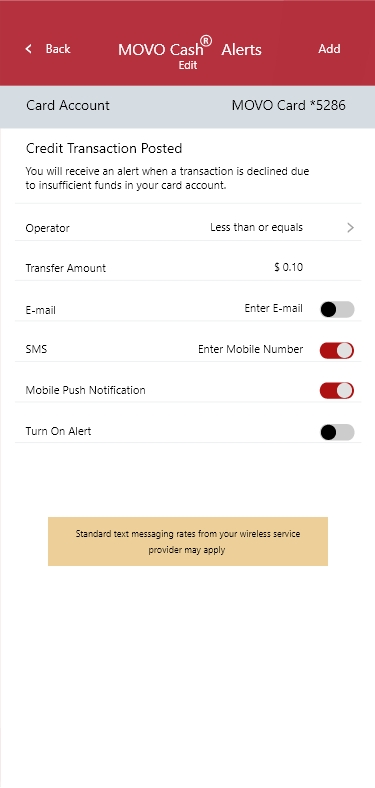 Back
MOVO Cash® Alerts
Add
Edit
Card Account
MOVO Card *5286
Credit Transaction Posted
You will receive an alert when a transaction is declined due
to insufficient funds in your card account.
Operator
Less than or equals
Transfer Amount
$ 0.10
E-mail
Enter E-mail
SMS
Enter Mobile Number
Mobile Push Notification
Turn On Alert
Standard text messaging rates from your wireless service
provider may apply